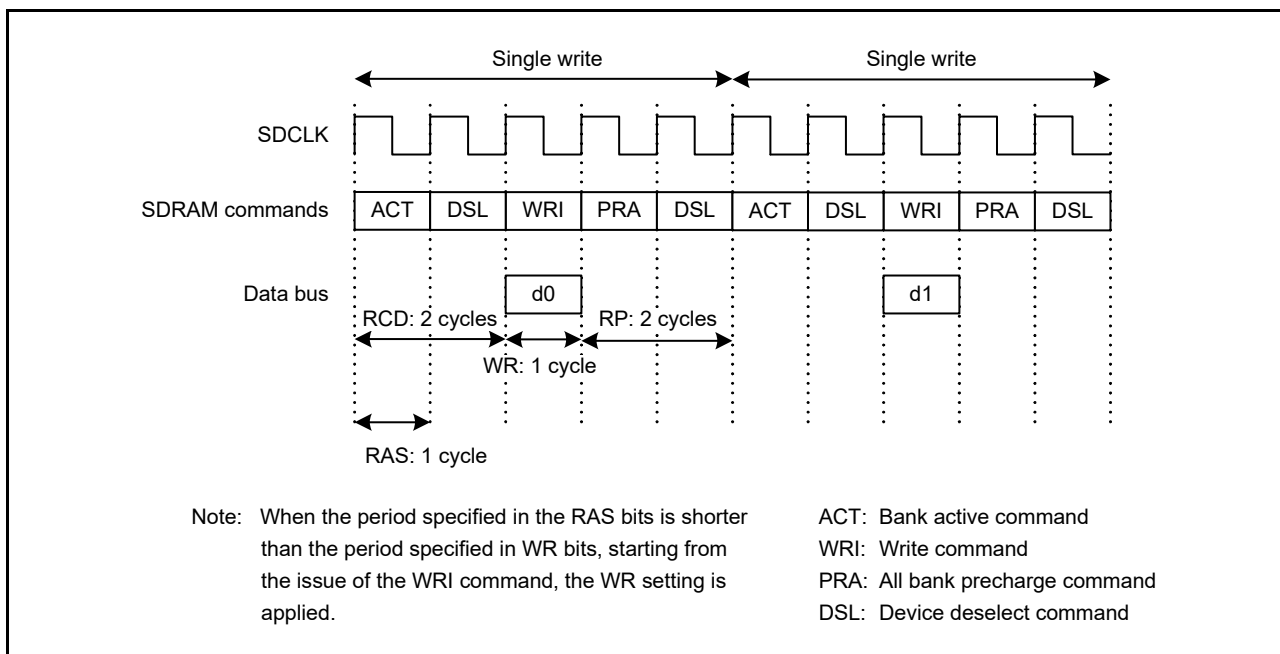 Single write Single write
SDCLK
SDRAM commands ACT DSL WRI PRA DSL ACT DSL WRI PRA DSL
Data bus d0 d1
RCD: 2 cycles RP: 2 cycles
WR: 1 cycle
RAS: 1 cycle
Note: When the period specified in the RAS bits is shorter
than the period specified in WR bits, starting from
the issue of the WRI command, the WR setting is
applied.
ACT: Bank active command
WRI: Write command
PRA: All bank precharge command
DSL: Device deselect command